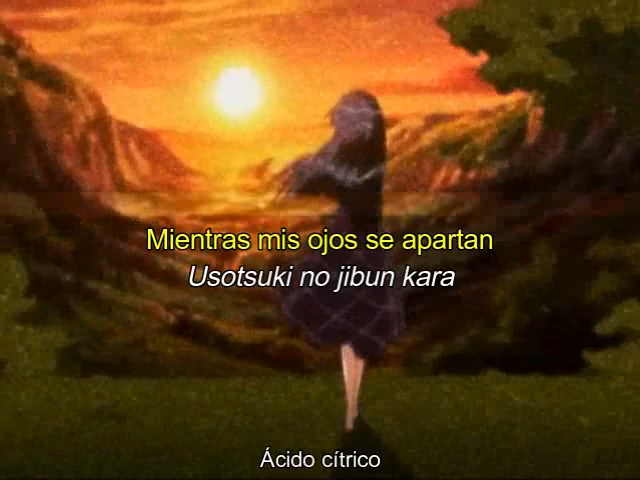 Mientras mis ojos se apartan
Usotsuki no jibun kara
Ácido cítrico